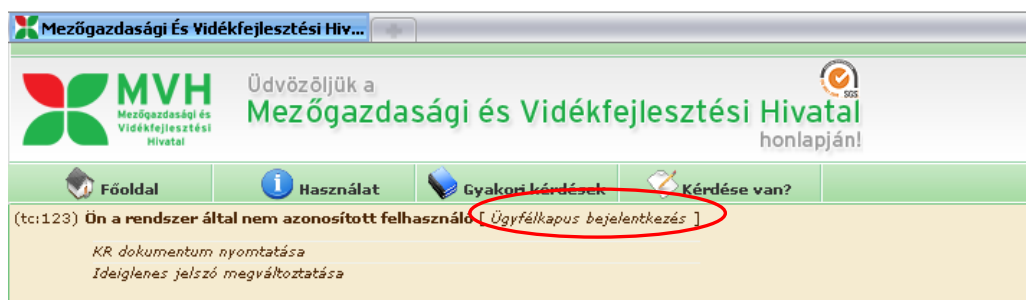 Mezőgazdasági És Vidékfejlesztési Hiv...
MVH
Mezőgazdasági és
Vidékfejlesztési
Hivatal
Üdvözöljük a
Mezőgazdasági és Vidékfejlesztési Hivatal
honlapján!
SGS
Főoldal Használat Gyakori kérdések Kérdése van?
(tc:123) Ön a rendszer által nem azonosított felhasználó [ Ügyfélkapus bejelentkezés ]
KR dokumentum nyomtatása
Ideiglenes jelszó megváltoztatása